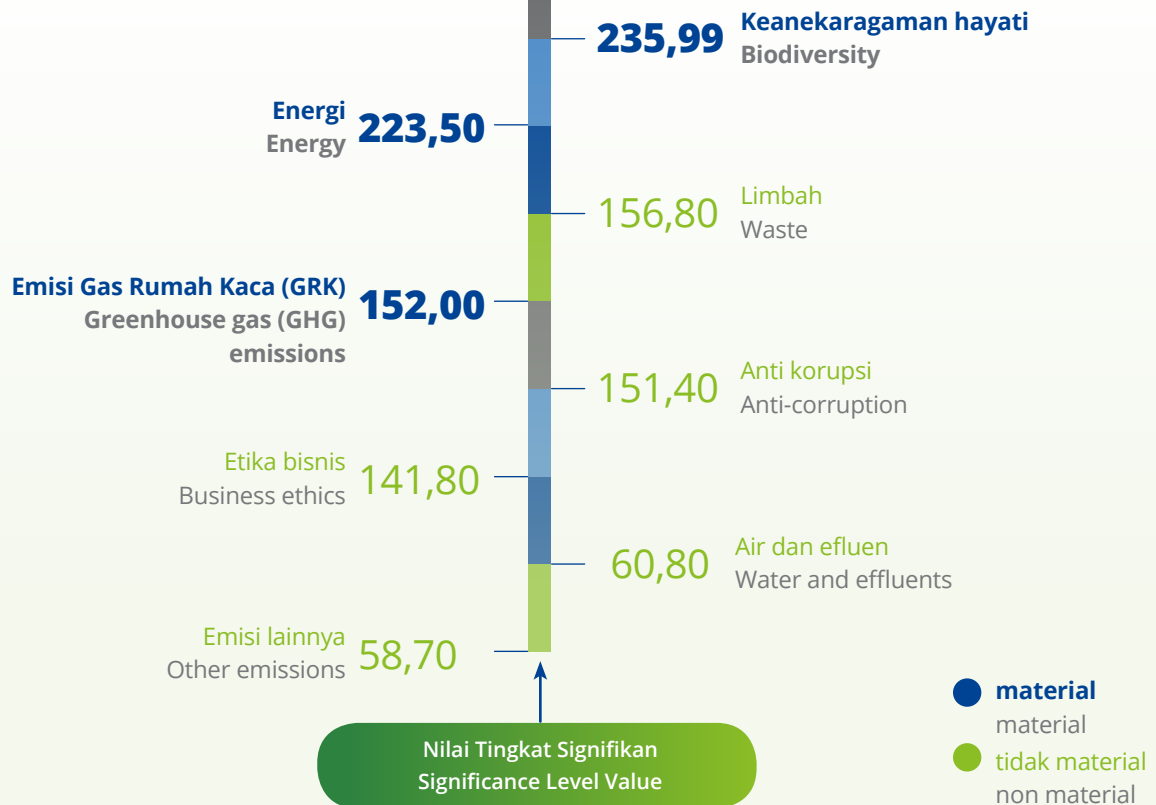 235,99
Keanekaragaman hayati
Biodiversity
Energi
Energy
223,50
156,80
Limbah
Waste
Emisi Gas Rumah Kaca (GRK)
Greenhouse gas (GHG)
emissions
152,00
151,40
Anti korupsi
Anti-corruption
Etika bisnis
Business ethics
141,80
60,80
Air dan efluen
Water and effluents
Emisi lainnya
Other emissions
58,70
Nilai Tingkat Signifikan
Significance Level Value
material
material
tidak material
non material